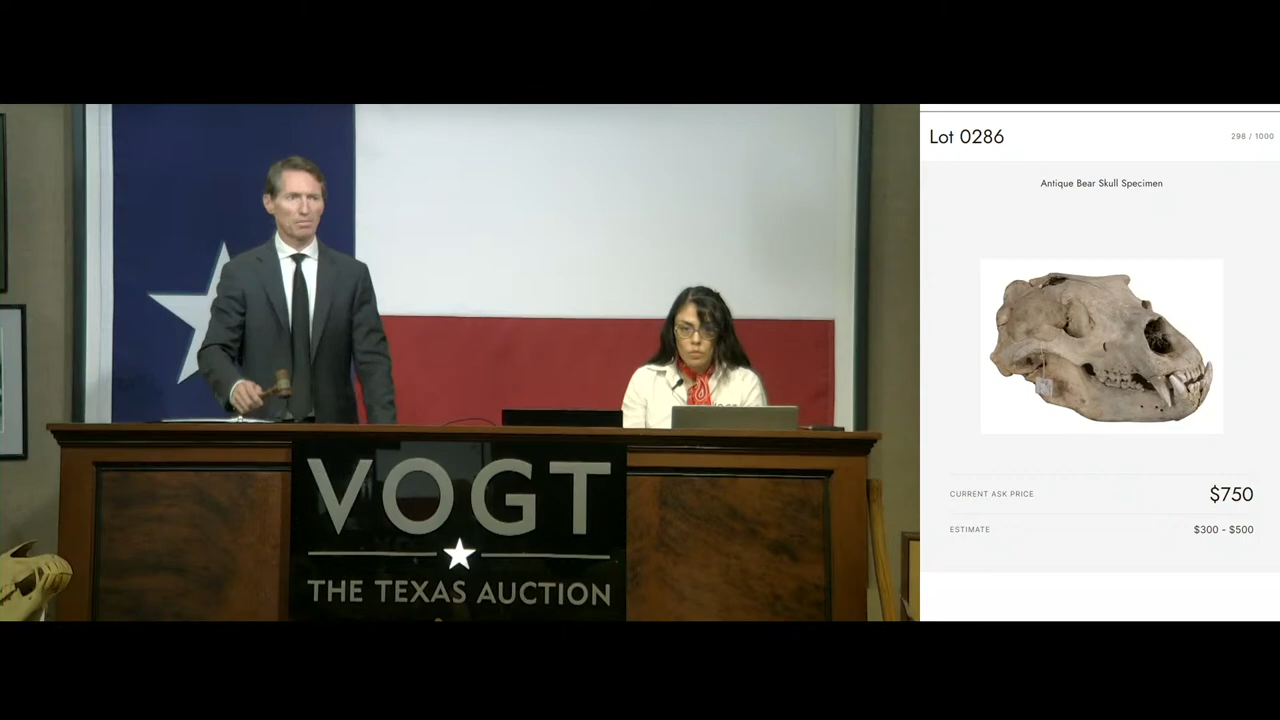 Lot 0286
298 / 1000
Antique Bear Skull Specimen
CURRENT ASK PRICE
$750
ESTIMATE
$300 - $500
VOGT
THE TEXAS AUCTION